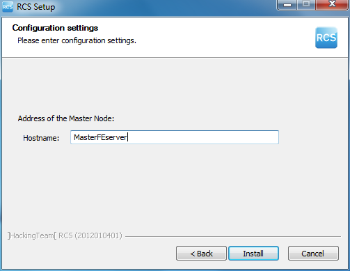 RCS Setup
Configuration settings
Please enter configuration settings.
RCS
Address of the Master Node:
Hostname:
MasterFEserver
]HackingTeam[ RCS (2012010401)
< Back
Install
Cancel